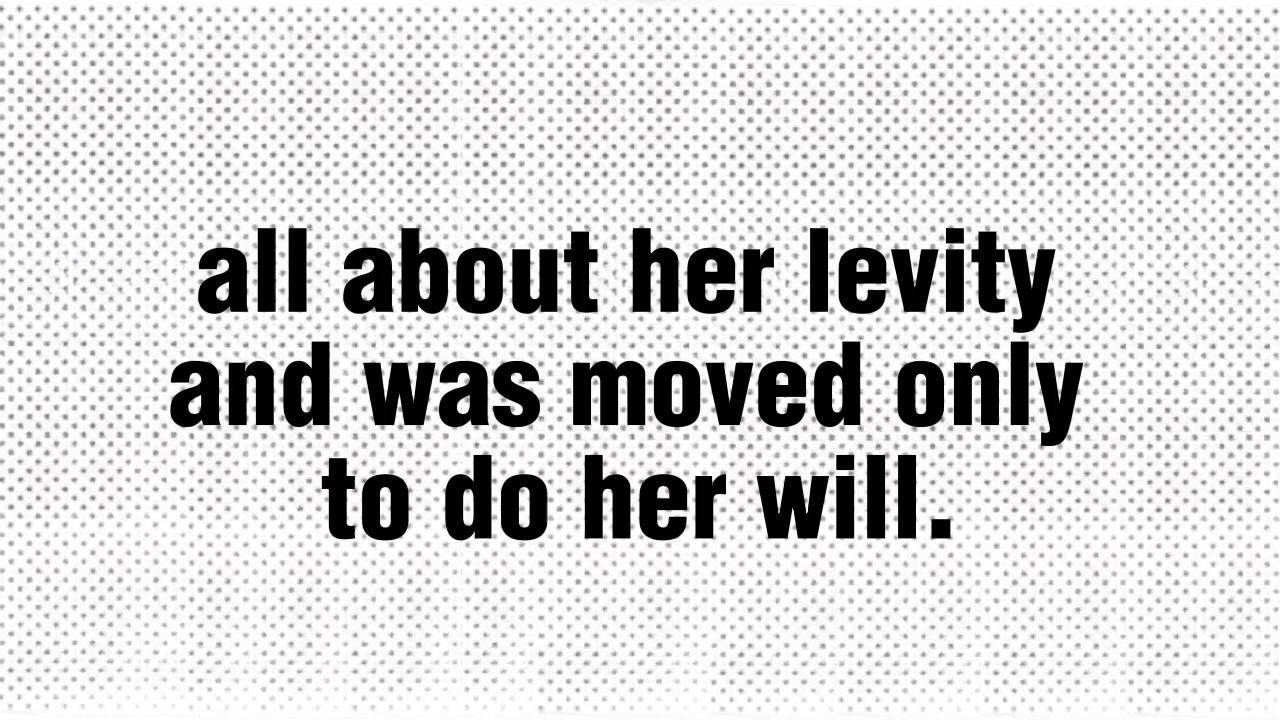 all about her levity
and was moved only
to do her will.